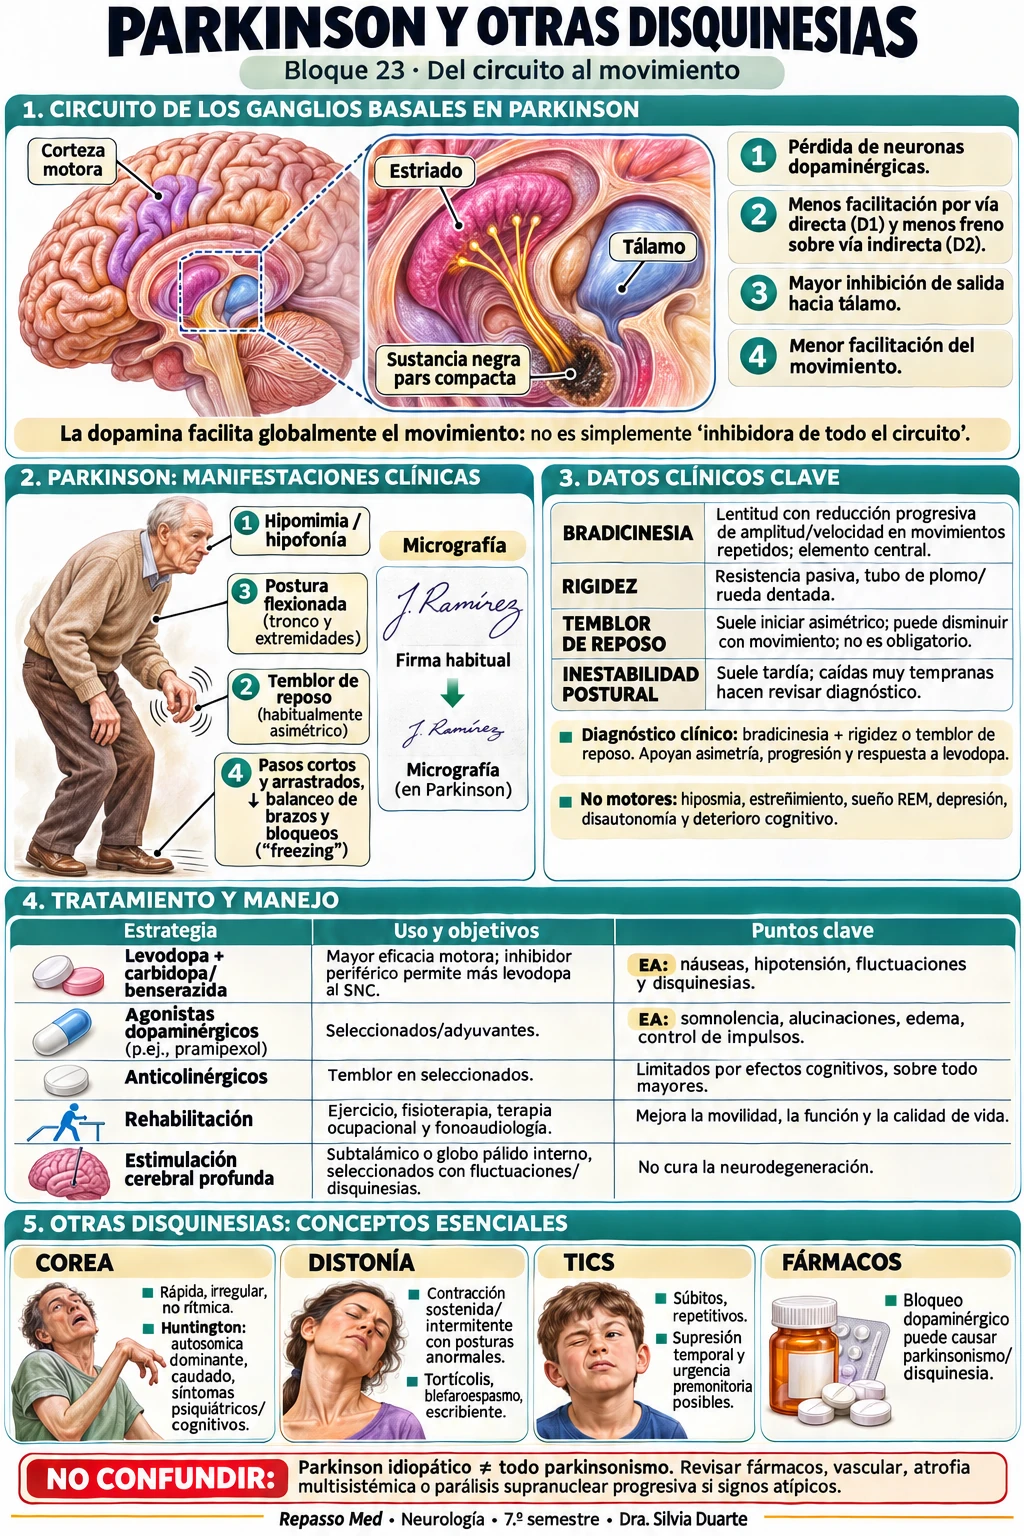 PARKINSON Y OTRAS DISQUINESIAS
Bloque 23 · Del circuito al movimiento
1. CIRCUITO DE LOS GANGLIOS BASALES EN PARKINSON
Corteza
motora
Estriado
Tálamo
Sustancia negra
pars compacta
1 Pérdida de neuronas
dopaminérgicas.
2 Menos facilitación por vía
directa (D1) y menos freno
sobre vía indirecta (D2).
3 Mayor inhibición de salida
hacia tálamo.
4 Menor facilitación del
movimiento.
La dopamina facilita globalmente el movimiento: no es simplemente ‘inhibidora de todo el circuito’.
2. PARKINSON: MANIFESTACIONES CLÍNICAS
1 Hipomimia /
hipofonía
3 Postura
flexionada
(tronco y
extremidades)
2 Temblor de
reposo
(habitualmente
asimétrico)
4 Pasos cortos
y arrastrados,
↓ balanceo de
brazos y
bloqueos
(“freezing”)
Micrografía
J. Ramírez
Firma habitual
J. Ramírez
Micrografía
(en Parkinson)
3. DATOS CLÍNICOS CLAVE
BRADICINESIA
Lentitud con reducción progresiva
de amplitud/velocidad en movimientos
repetidos; elemento central.
RIGIDEZ
Resistencia pasiva, tubo de plomo/
rueda dentada.
TEMBLOR
DE REPOSO
Suele iniciar asimétrico; puede disminuir
con movimiento; no es obligatorio.
INESTABILIDAD
POSTURAL
Suele tardía; caídas muy tempranas
hacen revisar diagnóstico.
Diagnóstico clínico: bradicinesia + rigidez o temblor de
reposo. Apoyan asimetría, progresión y respuesta a levodopa.
No motores: hiposmia, estreñimiento, sueño REM, depresión,
disautonomía y deterioro cognitivo.
4. TRATAMIENTO Y MANEJO
Estrategia
Uso y objetivos
Puntos clave
Levodopa +
carbidopa/
benserazida
Mayor eficacia motora; inhibidor
periférico permite más levodopa
al SNC.
EA: náuseas, hipotensión, fluctuaciones
y disquinesias.
Agonistas
dopaminérgicos
(p.ej., pramipexol)
Seleccionados/adyuvantes.
EA: somnolencia, alucinaciones, edema,
control de impulsos.
Anticolinérgicos
Temblor en seleccionados.
Limitados por efectos cognitivos, sobre todo
mayores.
Rehabilitación
Ejercicio, fisioterapia, terapia
ocupacional y fonoaudiología.
Mejora la movilidad, la función y la calidad de vida.
Estimulación
cerebral profunda
Subtalámico o globo pálido interno,
seleccionados con fluctuaciones/
disquinesias.
No cura la neurodegeneración.
5. OTRAS DISQUINESIAS: CONCEPTOS ESENCIALES
COREA
Rápida, irregular,
no rítmica.
Huntington:
autosomica
dominante,
caudado,
síntomas
psiquiátricos/
cognitivos.
DISTONÍA
Contracción
sostenida/
intermitente
con posturas
anormales.
Tortícolis,
blefaroespasmo,
escribiente.
TICS
Súbitos,
repetitivos.
Supresión
temporal y
urgencia
premonitoria
posibles.
FÁRMACOS
Bloqueo
dopaminérgico
puede causar
parkinsonismo/
disquinesia.
NO CONFUNDIR:
Parkinson idiopático ≠ todo parkinsonismo. Revisar fármacos, vascular, atrofia
multisistémica o parálisis supranuclear progresiva si signos atípicos.
Repasso Med • Neurología • 7.º semestre • Dra. Silvia Duarte